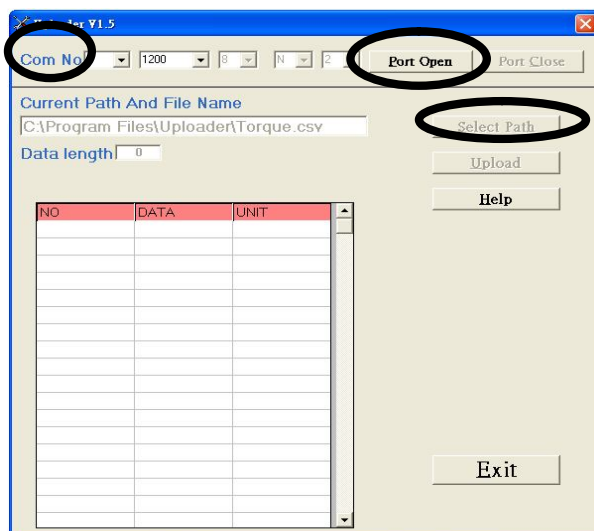 Uploader V1.5
Com No 1200 8 N 2 Port Open Port Close
Current Path And File Name
C:\Program Files\Uploader\Torque.csv
Select Path
Data length 0
Upload
Help
NO DATA UNIT
Exit